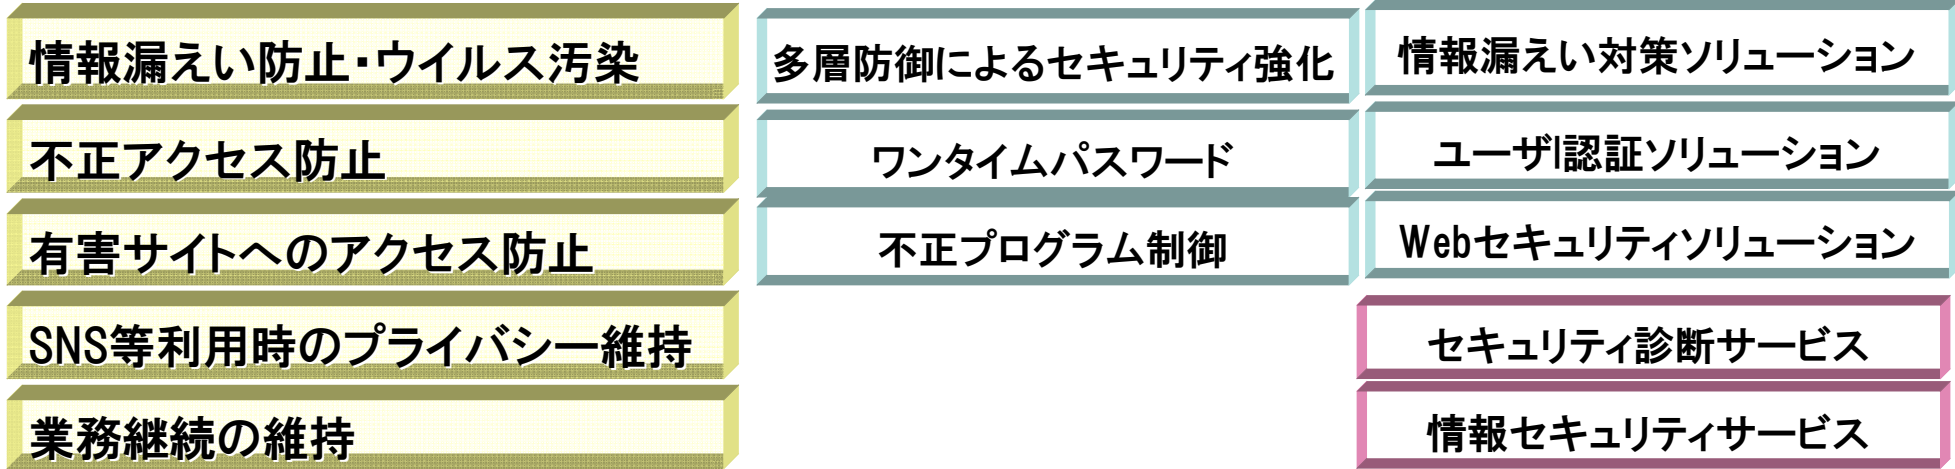 情報漏えい防止・ウイルス汚染
不正アクセス防止
有害サイトへのアクセス防止
SNS等利用時のプライバシー維持
業務継続の維持
多層防御によるセキュリティ強化
ワンタイムパスワード
不正プログラム制御
情報漏えい対策ソリューション
ユーザ|認証ソリューション
Webセキュリティソリューション
セキュリティ診断サービス
情報セキュリティサービス